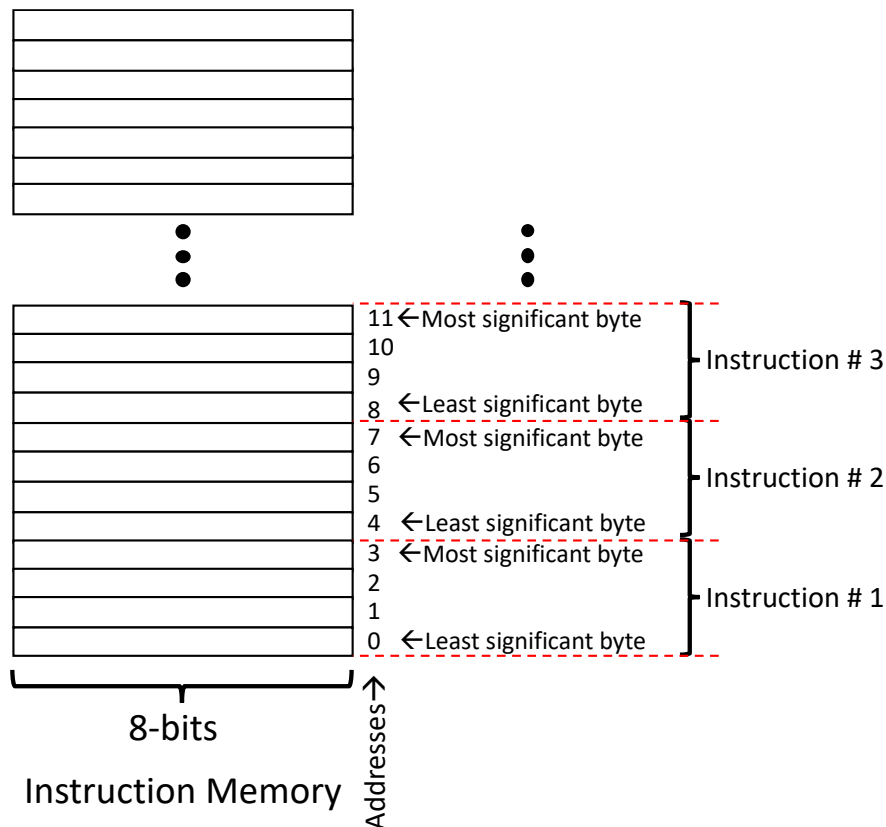 11 ←Most significant byte
10
9
8 ←Least significant byte
Instruction # 3
7 ←Most significant byte
6
5
4 ←Least significant byte
Instruction # 2
3 ←Most significant byte
2
1
0 ←Least significant byte
Instruction # 1
8-bits
Instruction Memory
Addresses→